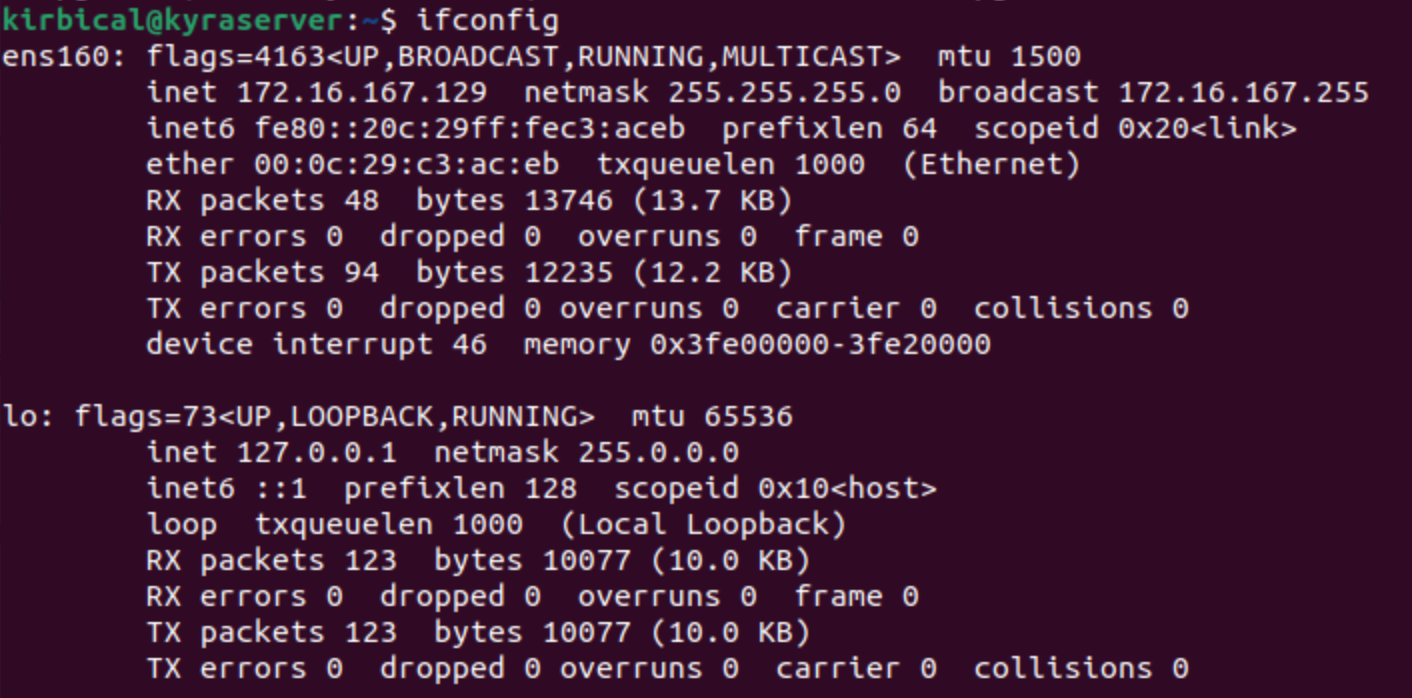 kirbical@kyraserver:~$ ifconfig
ens160: flags=4163<UP,BROADCAST,RUNNING,MULTICAST>  mtu 1500
        inet 172.16.167.129  netmask 255.255.255.0  broadcast 172.16.167.255
        inet6 fe80::20c:29ff:fec3:aceb  prefixlen 64  scopeid 0x20<link>
        ether 00:0c:29:c3:ac:eb  txqueuelen 1000  (Ethernet)
        RX packets 48  bytes 13746 (13.7 KB)
        RX errors 0  dropped 0  overruns 0  frame 0
        TX packets 94  bytes 12235 (12.2 KB)
        TX errors 0  dropped 0 overruns 0  carrier 0  collisions 0
        device interrupt 46  memory 0x3fe00000-3fe20000

lo: flags=73<UP,LOOPBACK,RUNNING>  mtu 65536
        inet 127.0.0.1  netmask 255.0.0.0
        inet6 ::1  prefixlen 128  scopeid 0x10<host>
        loop  txqueuelen 1000  (Local Loopback)
        RX packets 123  bytes 10077 (10.0 KB)
        RX errors 0  dropped 0  overruns 0  frame 0
        TX packets 123  bytes 10077 (10.0 KB)
        TX errors 0  dropped 0 overruns 0  carrier 0  collisions 0